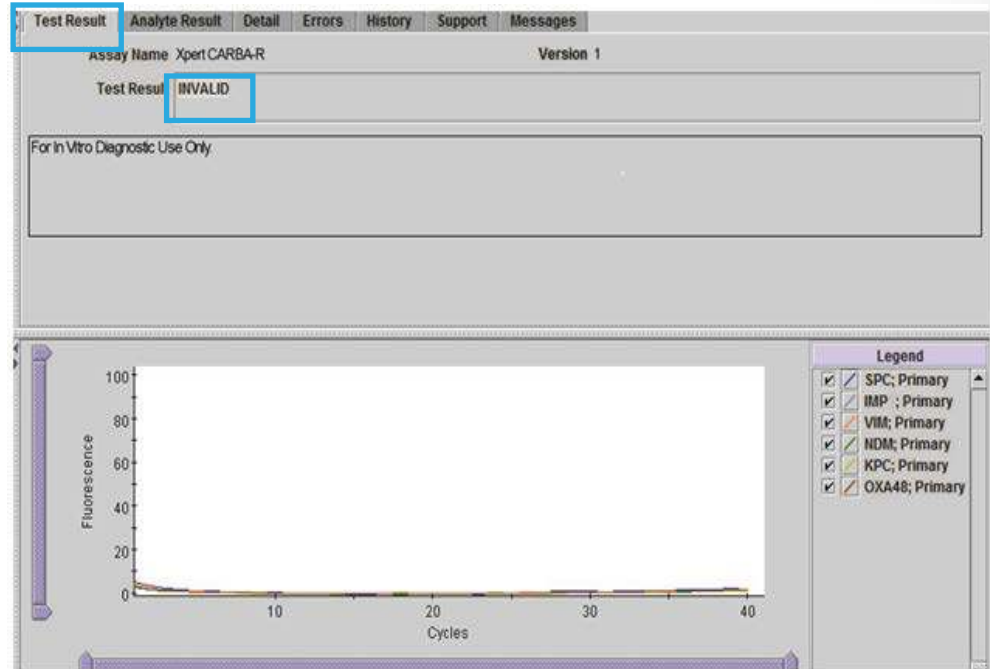 Test Result Analyte Result Detail Errors History Support Messages
Assay Name Xpert CARBA-R Version 1
Test Result INVALID
For In Vitro Diagnostic Use Only.
Legend
SPC; Primary
IMP ; Primary
VIM; Primary
NDM; Primary
KPC; Primary
OXA48; Primary
Fluorescence
100
80
60
40
20
0
10 20 30 40
Cycles